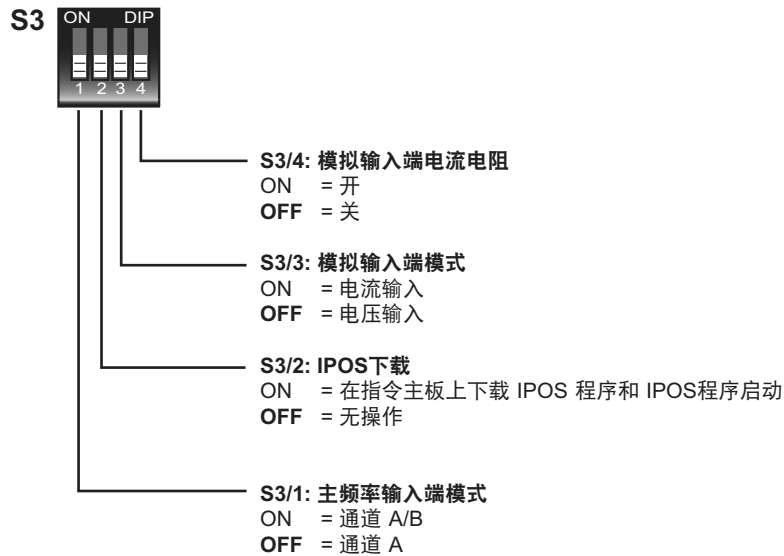 S3
ON DIP
1 2 3 4
S3/4: 模拟输入端电流电阻
ON = 开
OFF = 关
S3/3: 模拟输入端模式
ON = 电流输入
OFF = 电压输入
S3/2: IPOS下载
ON = 在指令主板上下载 IPOS 程序和 IPOS程序启动
OFF = 无操作
S3/1: 主频率输入端模式
ON = 通道 A/B
OFF = 通道 A